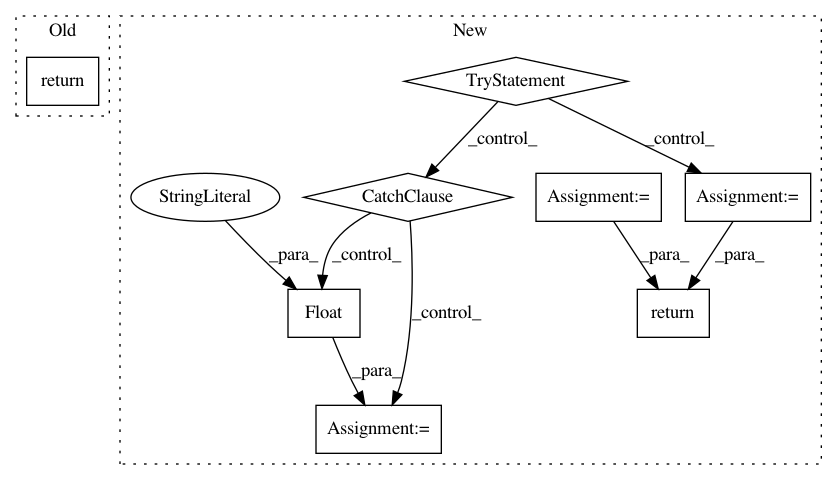 Old
New
return
TryStatement
_control_
_control_
StringLiteral
CatchClause
Assignment:=
Assignment:=
_para_
_control_
_para_
_para_
_control_
Float
return
_para_
Assignment:=